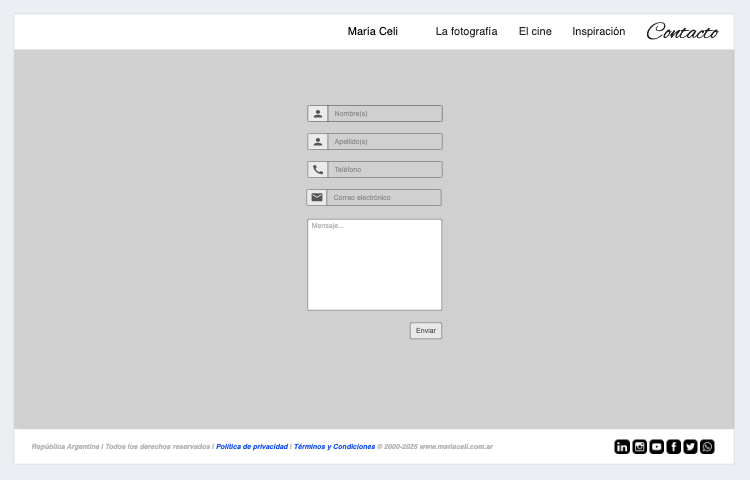 María Celi La fotografía El cine Inspiración Contacto
Nombre(s)
Apellido(s)
Teléfono
Correo electrónico
Mensaje...
Enviar
República Argentina I Todos los derechos reservados I Política de privacidad I Términos y Condiciones © 2000-2025 www.mariaceli.com.ar